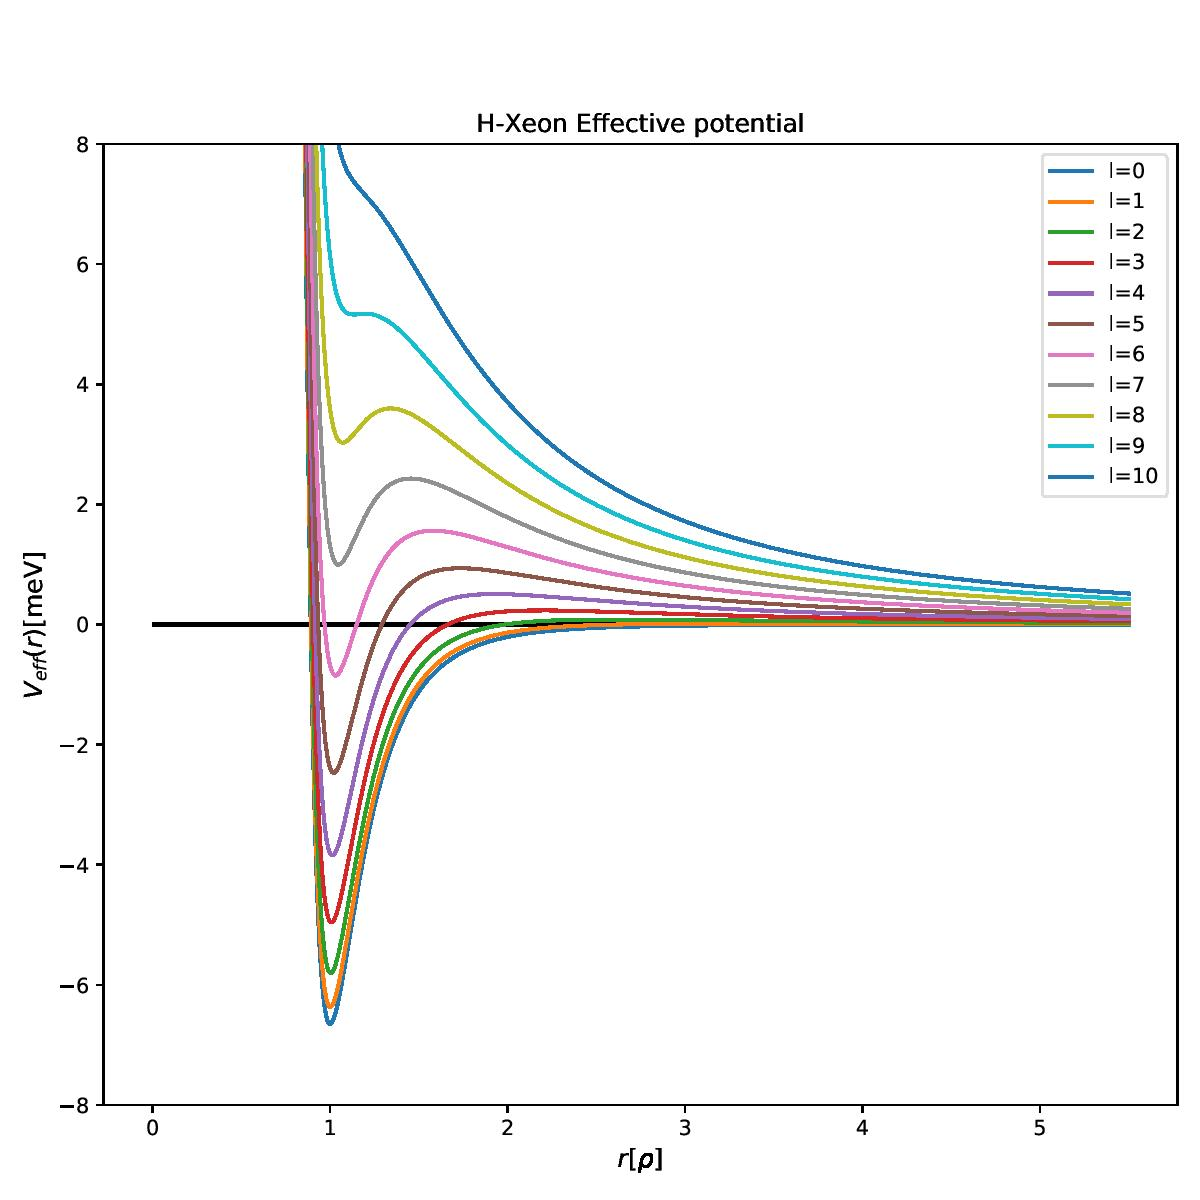 H-Xeon Effective potential
8
6
4
2
0
−2
−4
−6
−8
V_eff(r)[meV]
l=0
l=1
l=2
l=3
l=4
l=5
l=6
l=7
l=8
l=9
l=10
0 1 2 3 4 5
r[ρ]